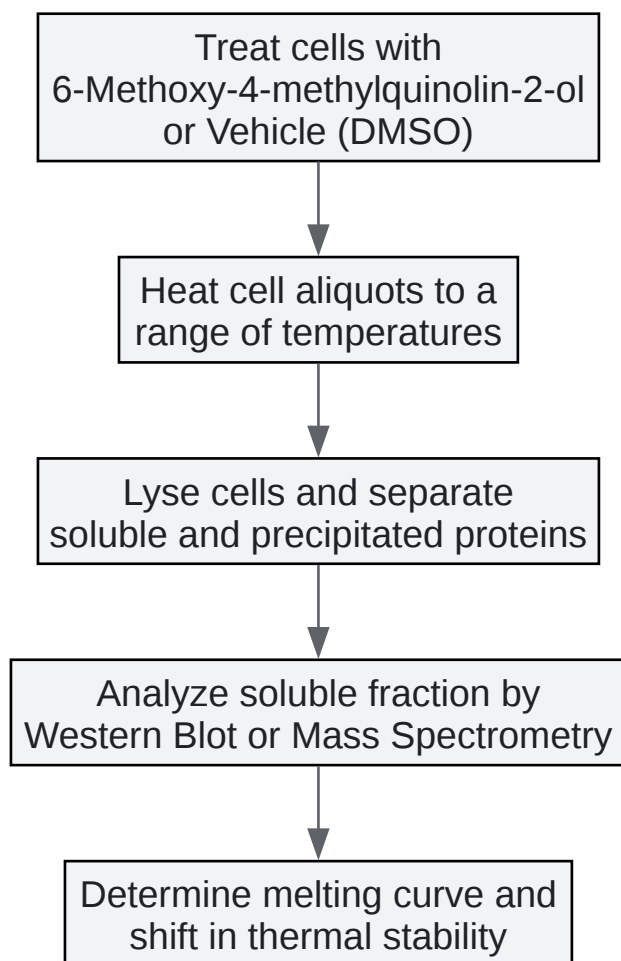 Treat cells with
6-Methoxy-4-methylquinolin-2-ol
or Vehicle (DMSO)
Heat cell aliquots to a
range of temperatures
Lyse cells and separate
soluble and precipitated proteins
Analyze soluble fraction by
Western Blot or Mass Spectrometry
Determine melting curve and
shift in thermal stability